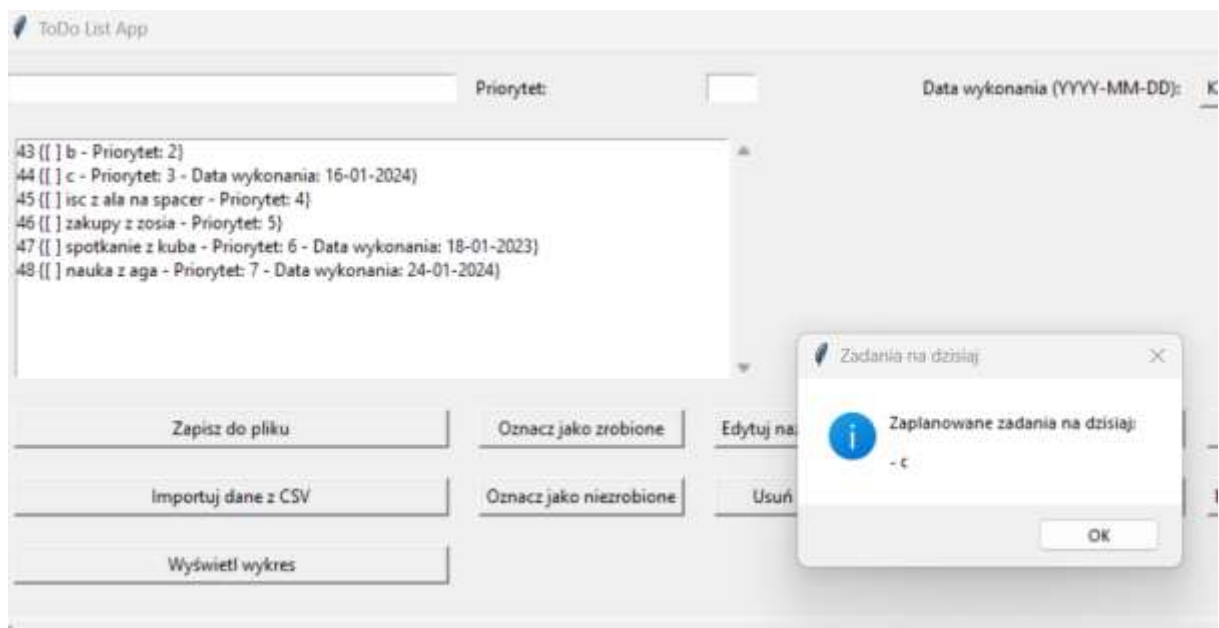 ToDo List App
Priorytet:
Data wykonania (YYYY-MM-DD):
43 {[ ] b - Priorytet: 2}
44 {[ ] c - Priorytet: 3 - Data wykonania: 16-01-2024}
45 {[ ] isc z ala na spacer - Priorytet: 4}
46 {[ ] zakupy z zosia - Priorytet: 5}
47 {[ ] spotkanie z kuba - Priorytet: 6 - Data wykonania: 18-01-2023}
48 {[ ] nauka z aga - Priorytet: 7 - Data wykonania: 24-01-2024}
Zadania na dzisiaj
Zaplanowane zadania na dzisiaj:
- c
OK
Zapisz do pliku
Oznacz jako zrobione
Edytuj
Importuj dane z CSV
Oznacz jako niezrobione
Usuń
Wyświetl wykres